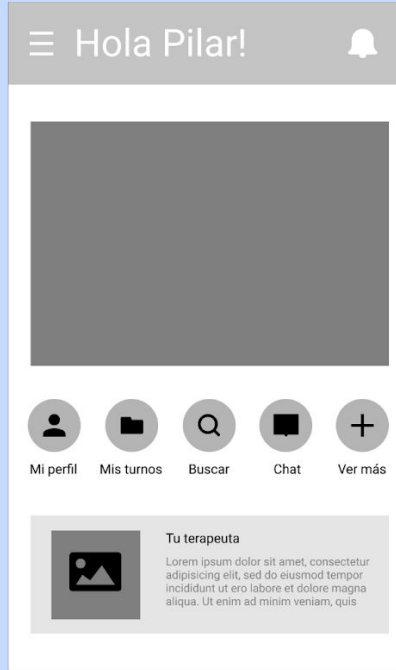 Hola Pilar!
Mi perfil
Mis turnos
Buscar
Chat
Ver más
Tu terapeuta
Lorem ipsum dolor sit amet, consectetur
adipisicing elit, sed do eiusmod tempor
incididunt ut ero labore et dolore magna
aliqua. Ut enim ad minim veniam, quis